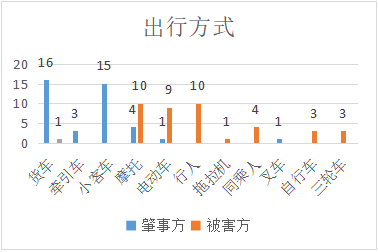 出行方式
20
15
10
5
0
16
1
3
15
4
10
1
9
10
1
4
1
3
3
货车
牵引车
小客车
摩托
电动车
行人
拖拉机
同乘人
叉车
自行车
三轮车
肇事方 被害方